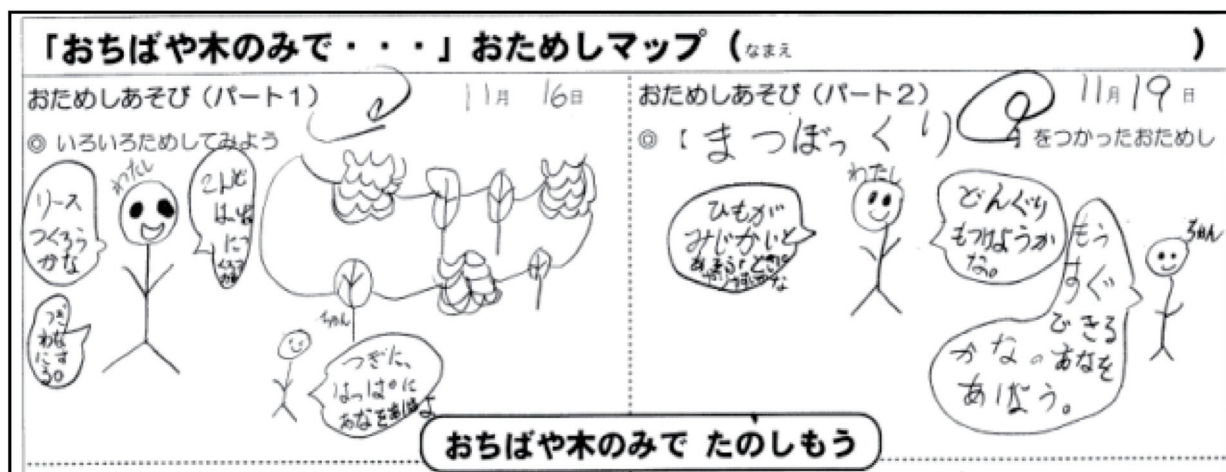 「おちばや木のみで・・・」おためしマップ（なまえ　　　　）
おためしあそび（パート1）　11月　16日
◎ いろいろためしてみよう
わたし
リース
つくろう
かな
こんど
つぎ
わな
にす
る。
ちゃん
つぎに、
はっぱに
あなをあけるよ
おためしあそび（パート2）　11月19日
◎ まつぼっくり　をつかったおためし
わたし
ひもが
みじかいと
どんぐり
もつけようか
な。
ちゃん
もう
すぐ
できる
かな。あなを
あけよう。
おちばや木のみで たのしもう